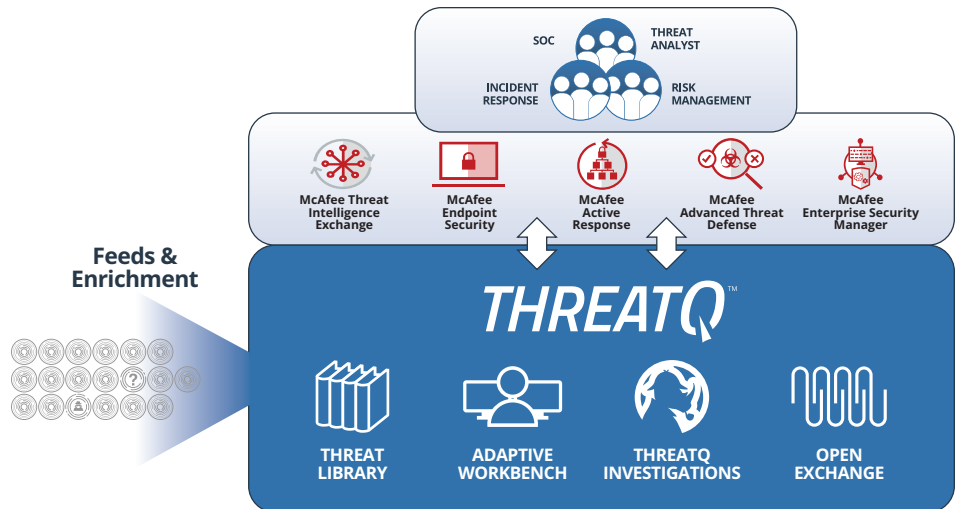 SOC
THREAT
ANALYST
INCIDENT
RESPONSE
RISK
MANAGEMENT
McAfee Threat
Intelligence
Exchange
McAfee
Endpoint
Security
McAfee
Active
Response
McAfee
Advanced Threat
Defense
McAfee
Enterprise Security
Manager
Feeds &
Enrichment
?
THREATQ™
THREAT
LIBRARY
ADAPTIVE
WORKBENCH
THREATQ
INVESTIGATIONS
OPEN
EXCHANGE